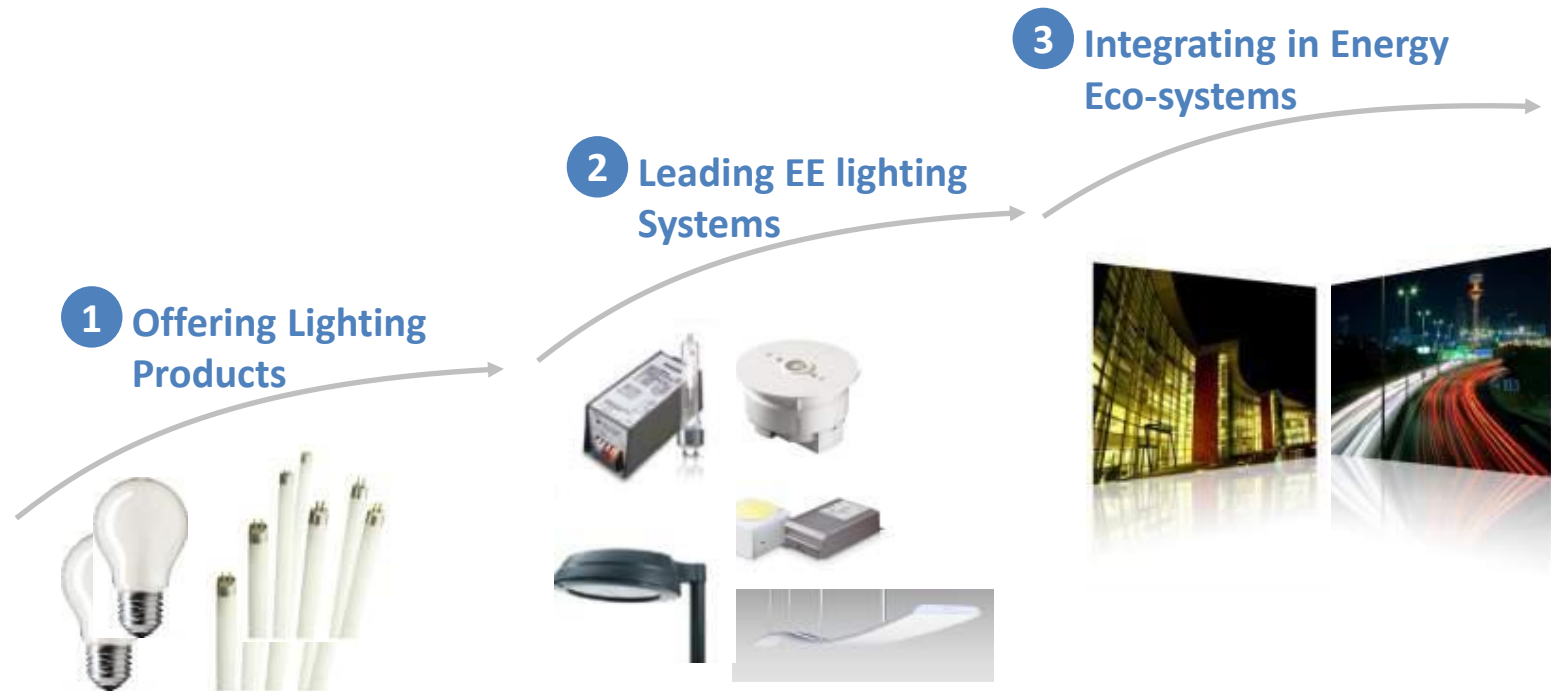 3 Integrating in Energy
Eco-systems
2 Leading EE lighting
Systems
1 Offering Lighting
Products